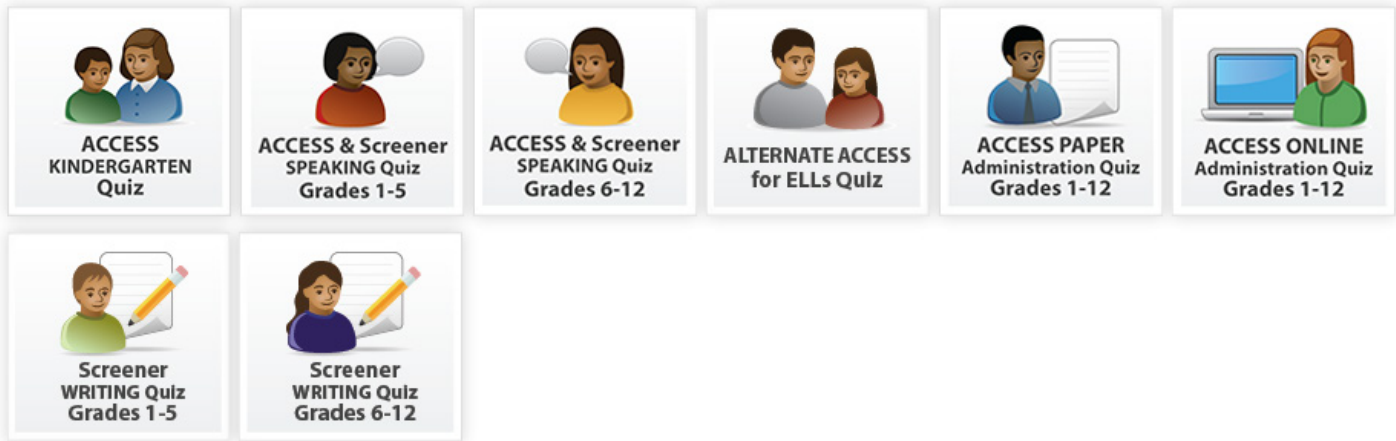 ACCESS
KINDERGARTEN
Quiz
ACCESS & Screener
SPEAKING Quiz
Grades 1-5
ACCESS & Screener
SPEAKING Quiz
Grades 6-12
ALTERNATE ACCESS
for ELLs Quiz
ACCESS PAPER
Administration Quiz
Grades 1-12
ACCESS ONLINE
Administration Quiz
Grades 1-12
Screener
WRITING Quiz
Grades 1-5
Screener
WRITING Quiz
Grades 6-12